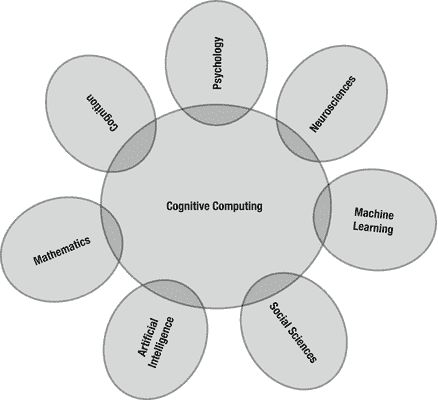 Psychology
Neurosciences
Cognition
Cognitive Computing
Machine
Learning
Mathematics
Social Sciences
Artificial
Intelligence